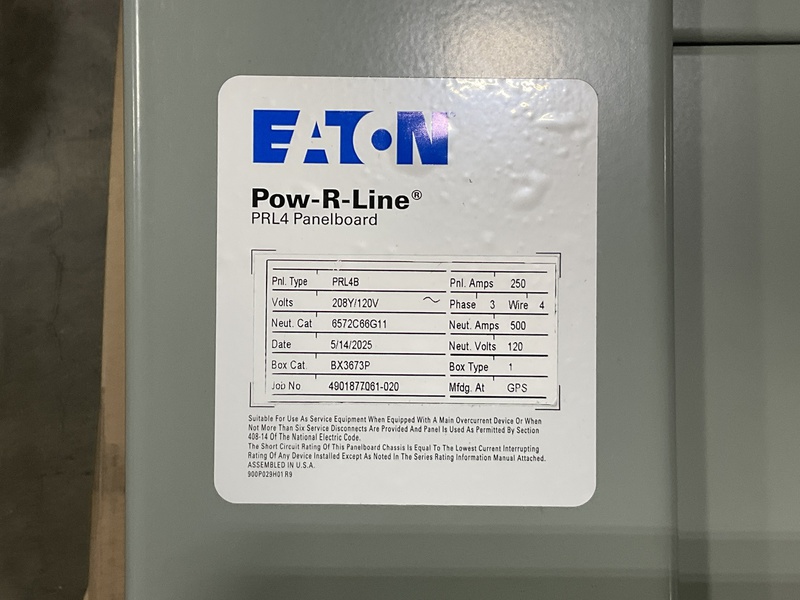 EATON
Pow-R-Line®
PRL4 Panelboard
Pnl. Type PRL4B Pnl. Amps 250
Volts 208Y/120V ~ Phase 3 Wire 4
Neut. Cat 6572C66G11 Neut. Amps 500
Date 5/14/2025 Neut. Volts 120
Box Cat. BX3673P Box Type 1
Job No 4901877061-020 Mfdg. At GPS
Suitable For Use As Service Equipment When Equipped With A Main Overcurrent Device Or When
Not More Than Six Service Disconnects Are Provided And Panel Is Used As Permitted By Section
408-14 Of The National Electric Code.
The Short Circuit Rating Of This Panelboard Chassis Is Equal To The Lowest Current Interrupting
Rating Of Any Device Installed Except As Noted In The Series Rating Information Manual Attached.
ASSEMBLED IN U.S.A.
900P029H01 R9